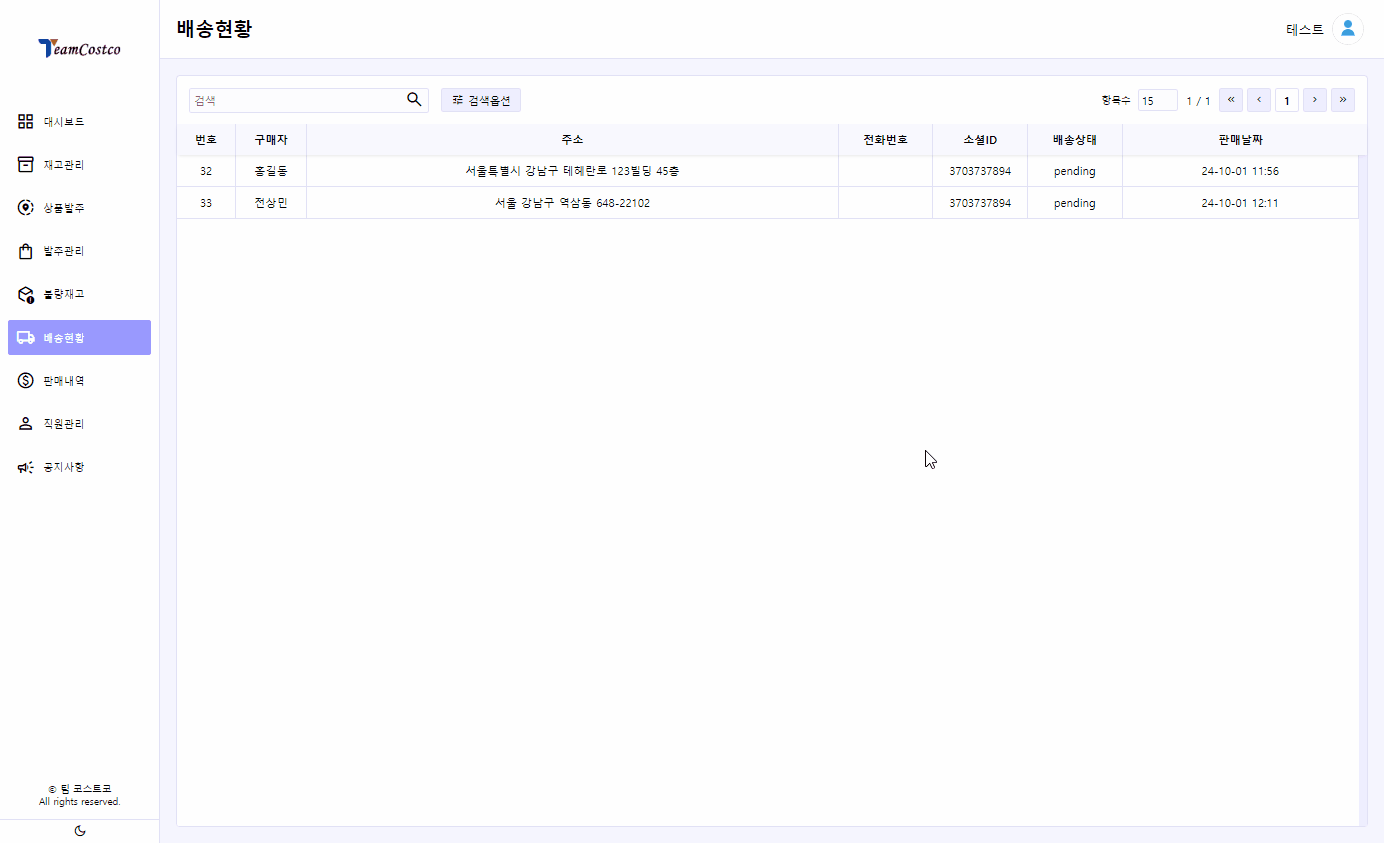 TeamCostco
배송현황
테스트
대시보드
재고관리
상품발주
발주관리
불량재고
배송현황
판매내역
직원관리
공지사항
© 팀 코스트코
All rights reserved.
검색
검색옵션
항목수 15 1 / 1 « ‹ 1 › »
번호 구매자 주소 전화번호 소셜ID 배송상태 판매날짜
32 홍길동 서울특별시 강남구 테헤란로 123빌딩 45층 3703737894 pending 24-10-01 11:56
33 전상민 서울 강남구 역삼동 648-22102 3703737894 pending 24-10-01 12:11